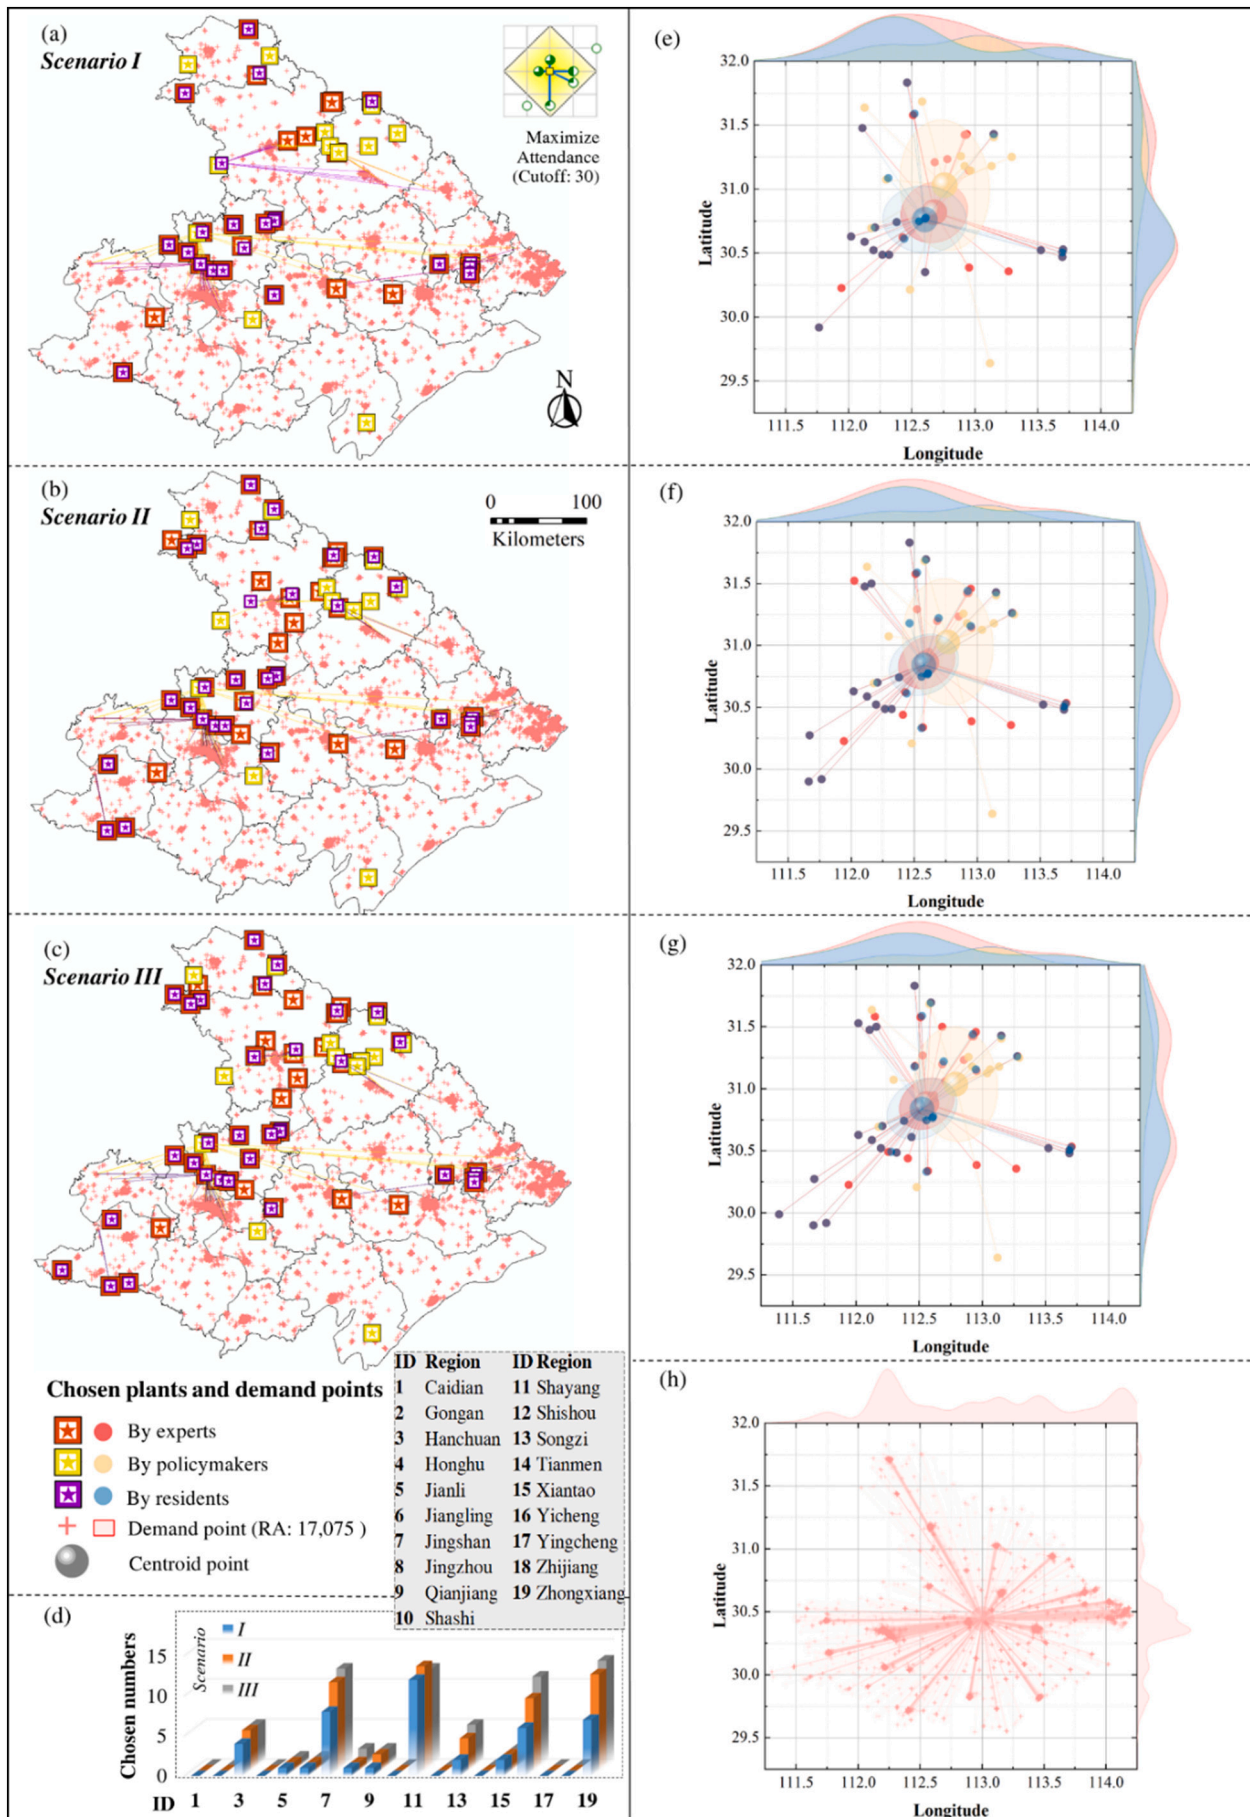 (a)
Scenario I
Maximize
Attendance
(Cutoff: 30)
N
(b)
Scenario II
0 100
Kilometers
(c)
Scenario III
Chosen plants and demand points
By experts
By policymakers
By residents
Demand point (RA: 17,075 )
Centroid point
ID Region ID Region
1 Caidian 11 Shayang
2 Gongan 12 Shishou
3 Hanchuan 13 Songzi
4 Honghu 14 Tianmen
5 Jianli 15 Xiantao
6 Jiangling 16 Yicheng
7 Jingshan 17 Yingcheng
8 Jingzhou 18 Zhijiang
9 Qianjiang 19 Zhongxiang
10 Shashi
(d)
Chosen numbers
15
10
5
0
Scenario
I
II
III
ID 1 3 5 7 9 11 13 15 17 19
(e)
32.0
31.5
31.0
30.5
30.0
29.5
Latitude
111.5 112.0 112.5 113.0 113.5 114.0
Longitude
(f)
32.0
31.5
31.0
30.5
30.0
29.5
Latitude
111.5 112.0 112.5 113.0 113.5 114.0
Longitude
(g)
32.0
31.5
31.0
30.5
30.0
29.5
Latitude
111.5 112.0 112.5 113.0 113.5 114.0
Longitude
(h)
32.0
31.5
31.0
30.5
30.0
29.5
Latitude
111.5 112.0 112.5 113.0 113.5 114.0
Longitude